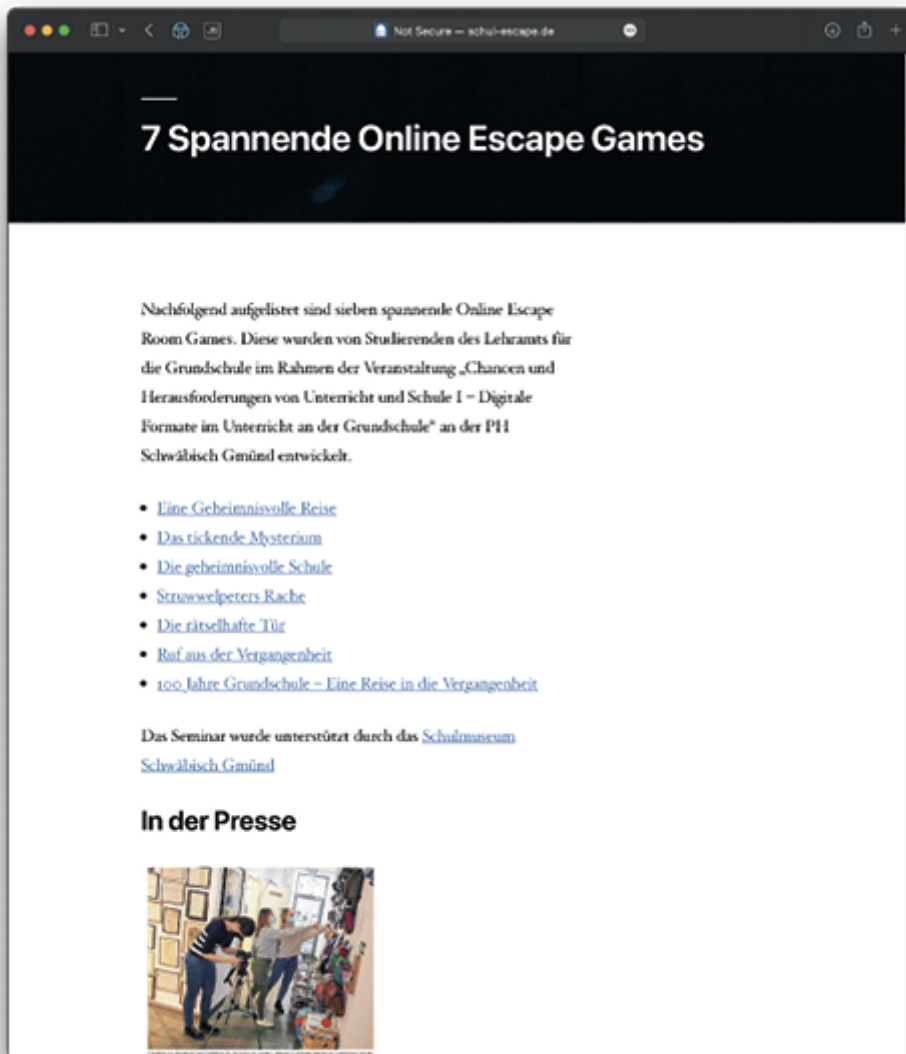 Not Secure — schul-escape.de
7 Spannende Online Escape Games
Nachfolgend aufgelistet sind sieben spannende Online Escape
Room Games. Diese wurden von Studierenden des Lehramts für
die Grundschule im Rahmen der Veranstaltung „Chancen und
Herausforderungen von Unterricht und Schule I – Digitale
Formate im Unterricht an der Grundschule“ an der PH
Schwäbisch Gmünd entwickelt.
• Eine Geheimnisvolle Reise
• Das tickende Mysterium
• Die geheimnisvolle Schule
• Struwwelpeters Rache
• Die rätselhafte Tür
• Ruf aus der Vergangenheit
• 100 Jahre Grundschule – Eine Reise in die Vergangenheit
Das Seminar wurde unterstützt durch das Schulmuseum
Schwäbisch Gmünd
In der Presse